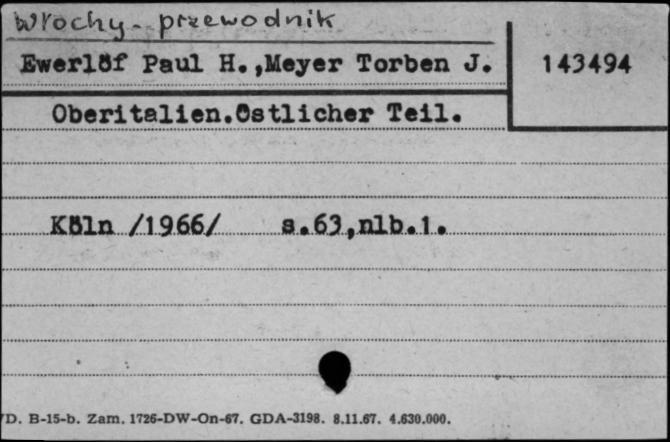 Włochy - przewodnik
Ewerlöf Paul H.,Meyer Torben J.
143494
Oberitalien.Östlicher Teil.
Köln /1966/ s.63,nlb.1.
/D. B-15-b. Zam. 1726-DW-On-67. GDA-3198. 8.11.67. 4.630.000.